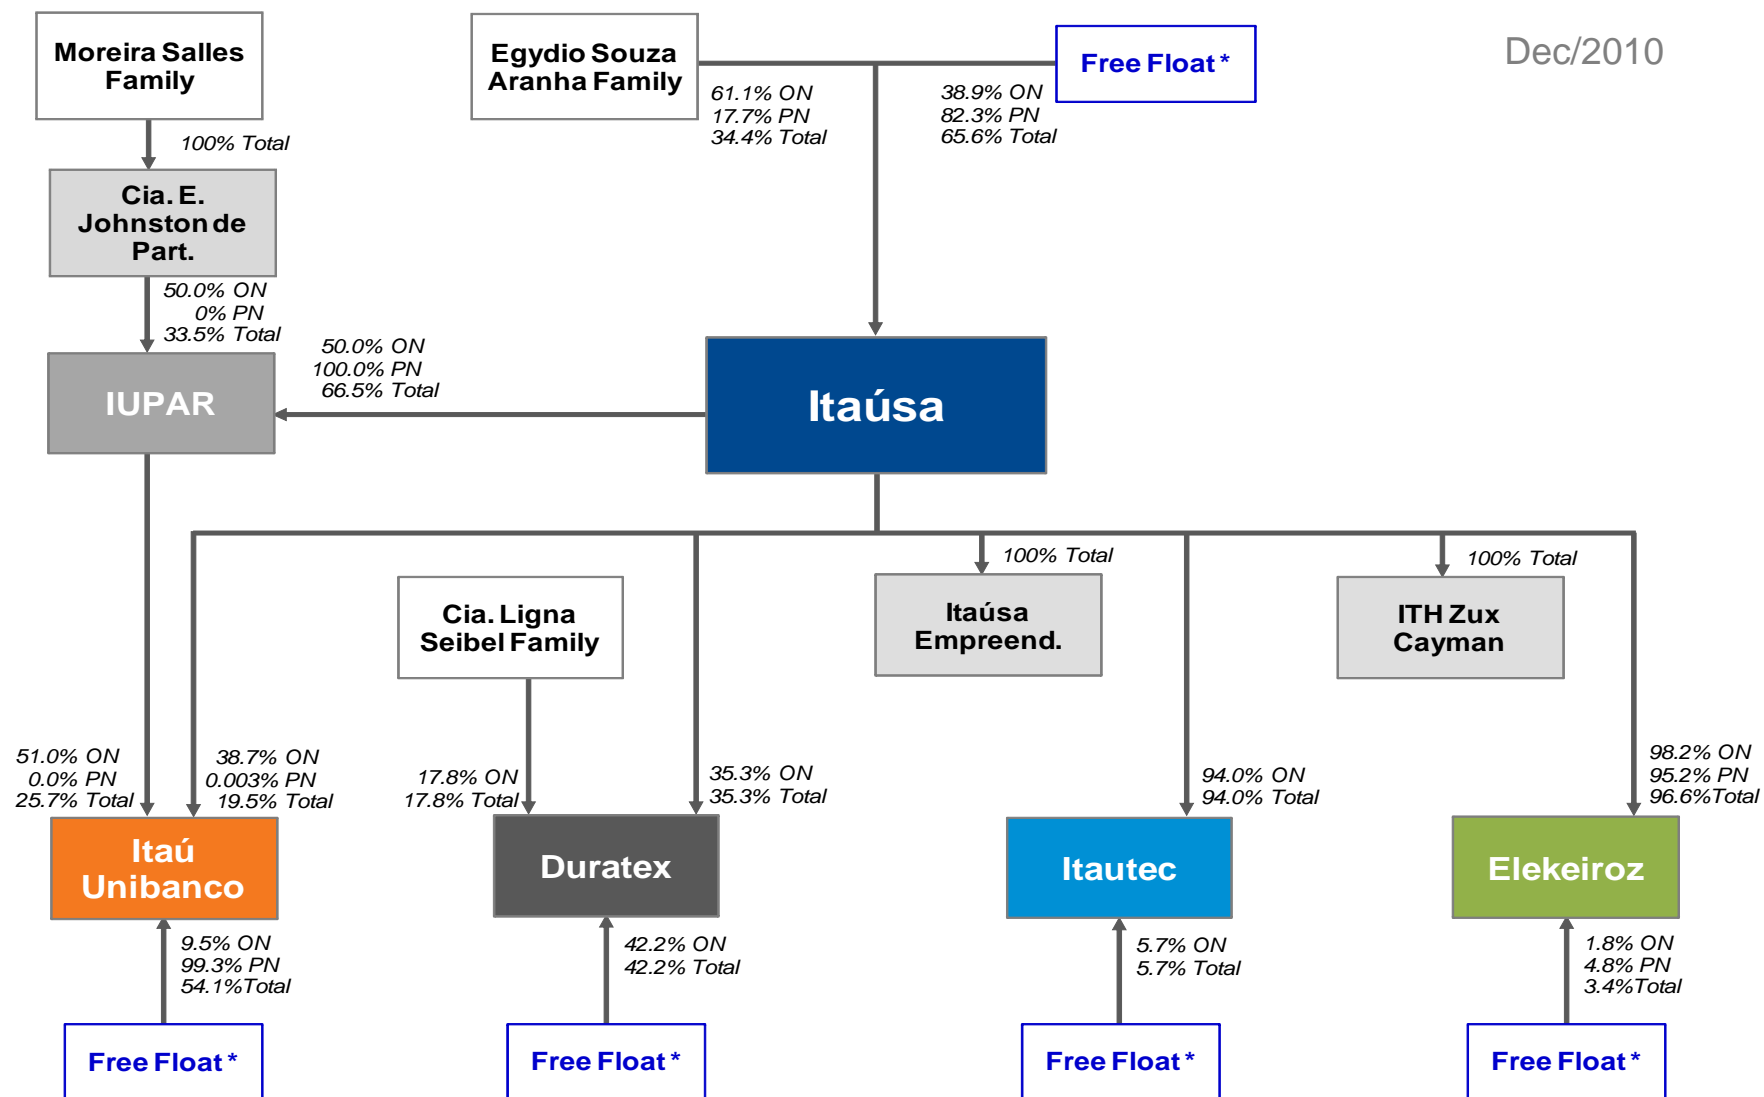 Moreira Salles
Family
Egydio Souza
Aranha Family
Free Float *
Dec/2010
61.1% ON
17.7% PN
34.4% Total
38.9% ON
82.3% PN
65.6% Total
100% Total
Cia. E.
Johnston de
Part.
50.0% ON
0% PN
33.5% Total
50.0% ON
100.0% PN
66.5% Total
IUPAR
Itaúsa
100% Total
100% Total
Cia. Ligna
Seibel Family
Itaúsa
Empreend.
ITH Zux
Cayman
51.0% ON
0.0% PN
25.7% Total
38.7% ON
0.003% PN
19.5% Total
17.8% ON
17.8% Total
35.3% ON
35.3% Total
94.0% ON
94.0% Total
98.2% ON
95.2% PN
96.6%Total
Itaú
Unibanco
Duratex
Itautec
Elekeiroz
9.5% ON
99.3% PN
54.1%Total
42.2% ON
42.2% Total
5.7% ON
5.7% Total
1.8% ON
4.8% PN
3.4%Total
Free Float *
Free Float *
Free Float *
Free Float *